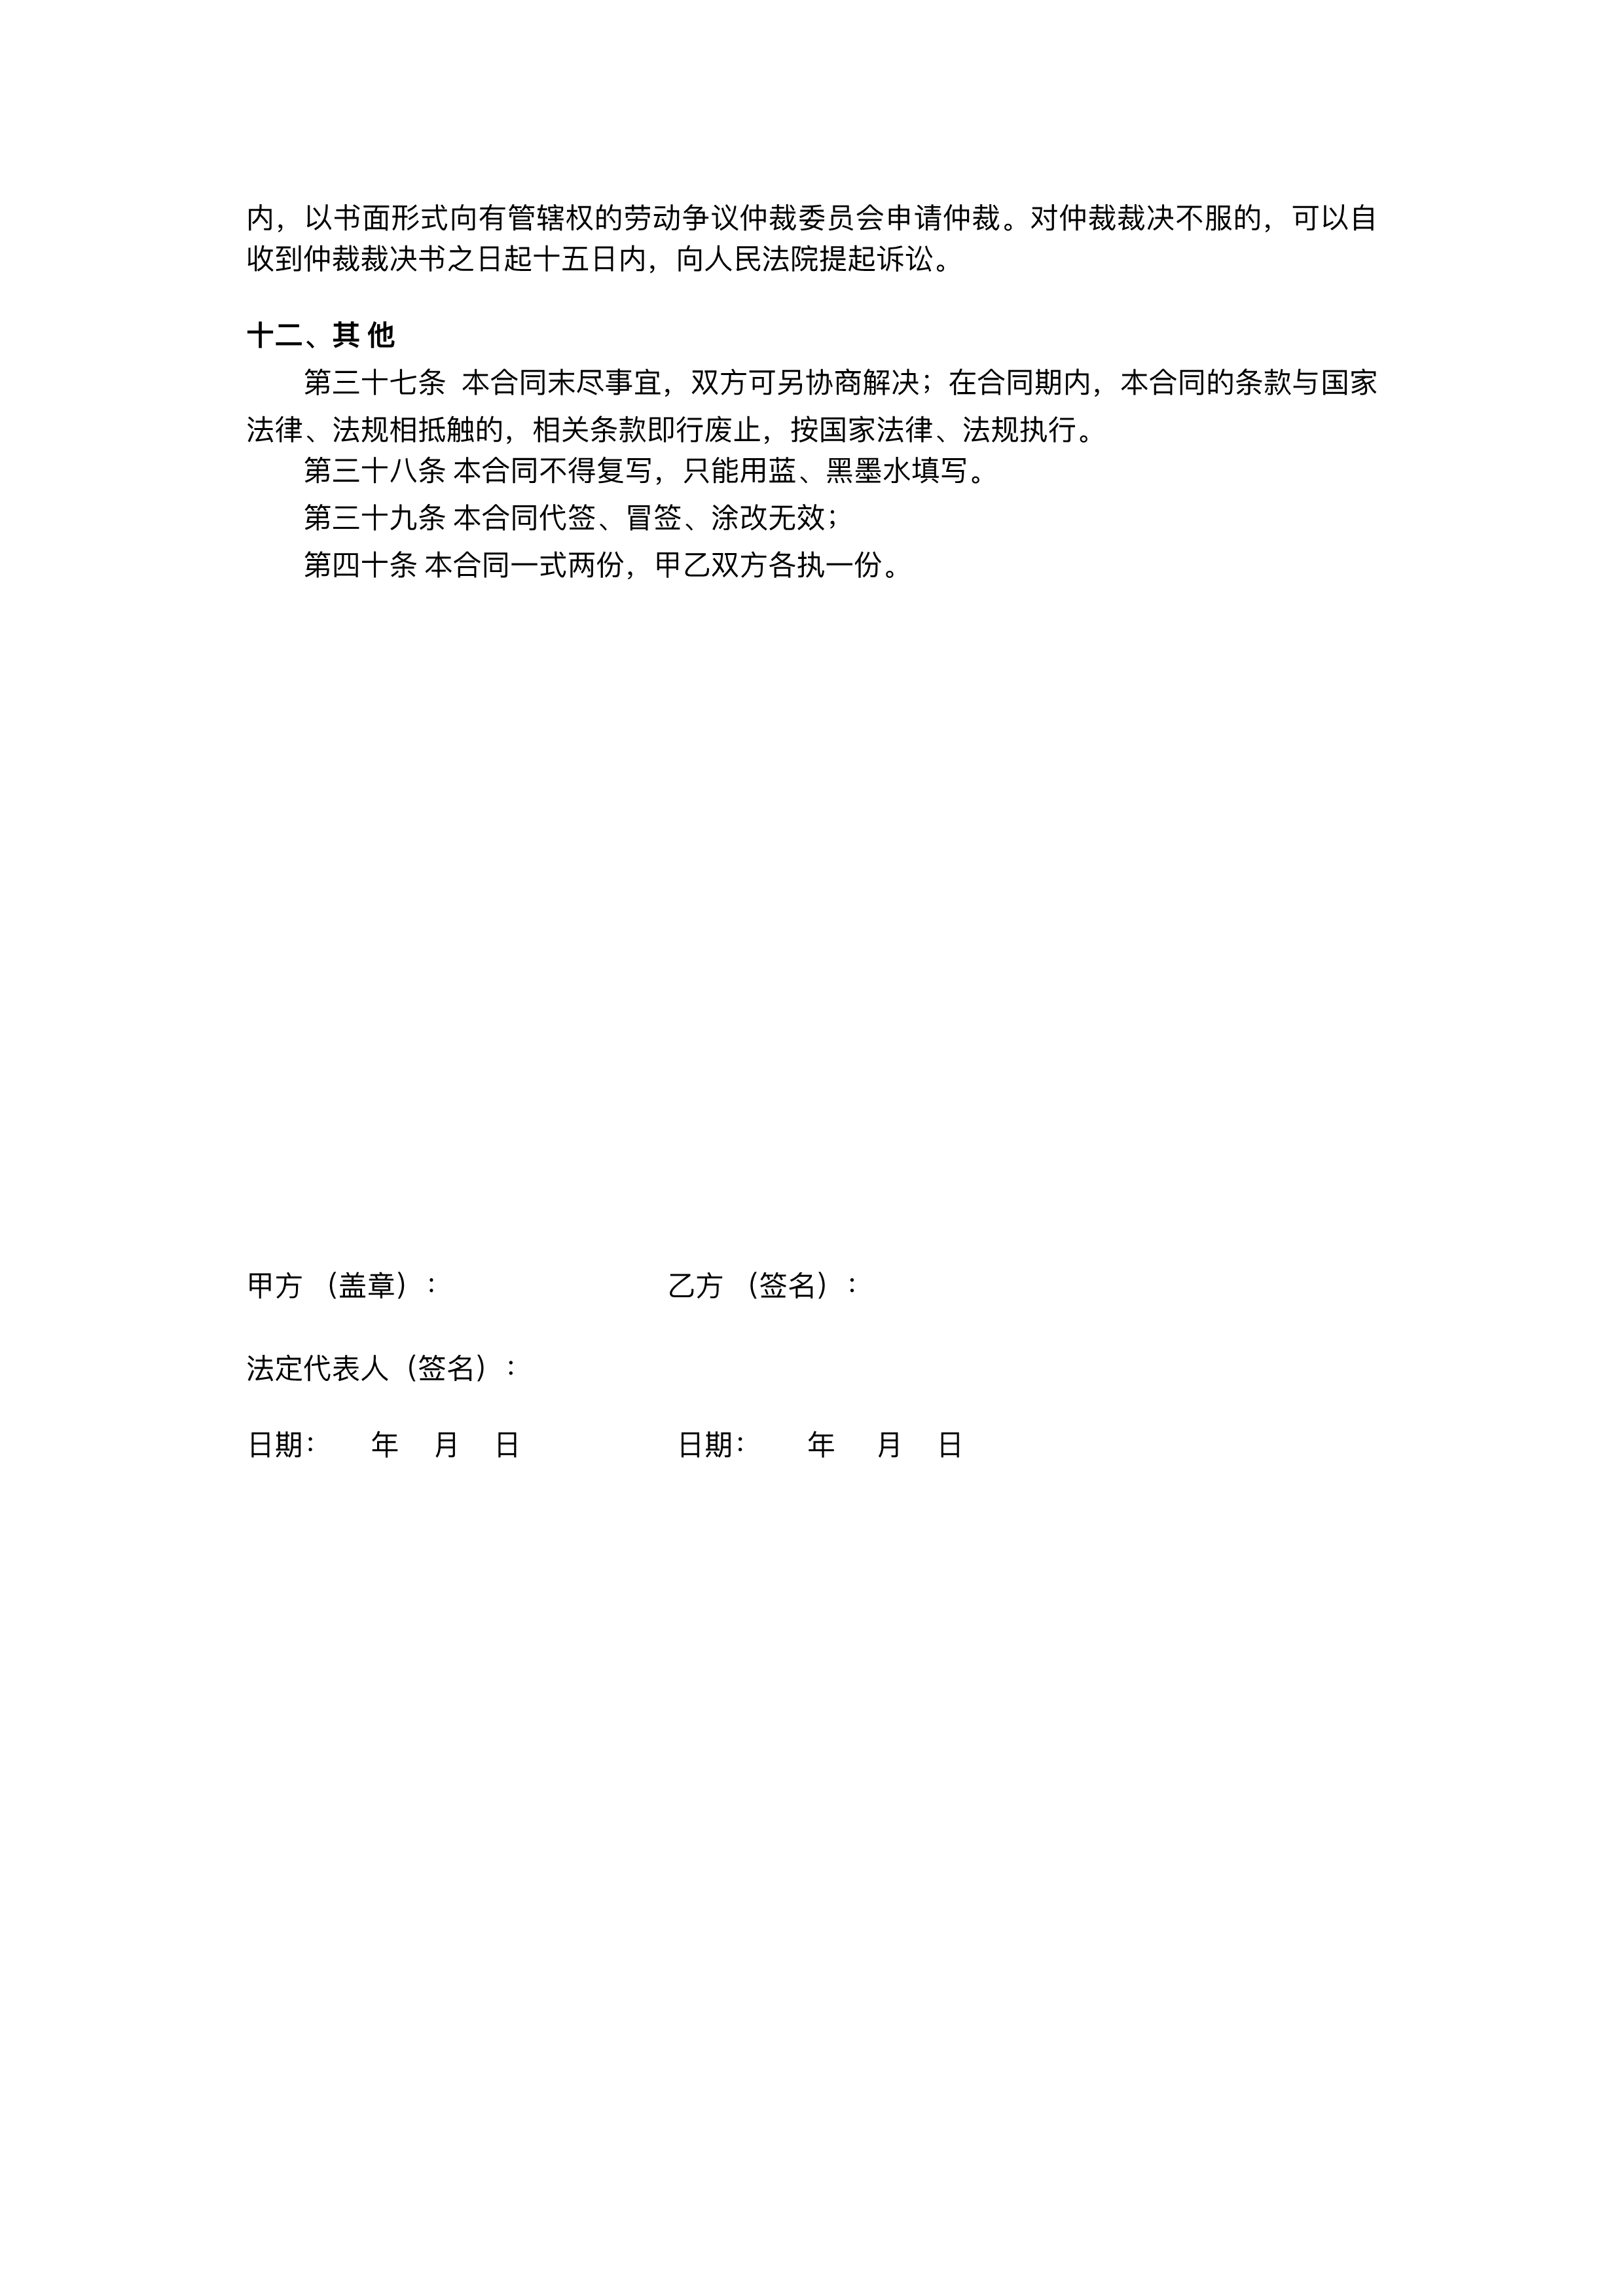 内，以书面形式向有管辖权的劳动争议仲裁委员会申请仲裁。对仲裁裁决不服的，可以自
收到仲裁裁决书之日起十五日内，向人民法院提起诉讼。
十二、其 他
第三十七条  本合同末尽事宜，双方可另协商解决；在合同期内，本合同的条款与国家
法律、法规相抵触的，相关条款即行废止，按国家法律、法规执行。
第三十八条 本合同不得复写，只能用蓝、黑墨水填写。
第三十九条 本合同代签、冒签、涂改无效；
第四十条 本合同一式两份，甲乙双方各执一份。
甲方 （盖章）：    乙方 （签名）：
法定代表人（签名）：
日期：  年  月  日    日期：  年  月  日